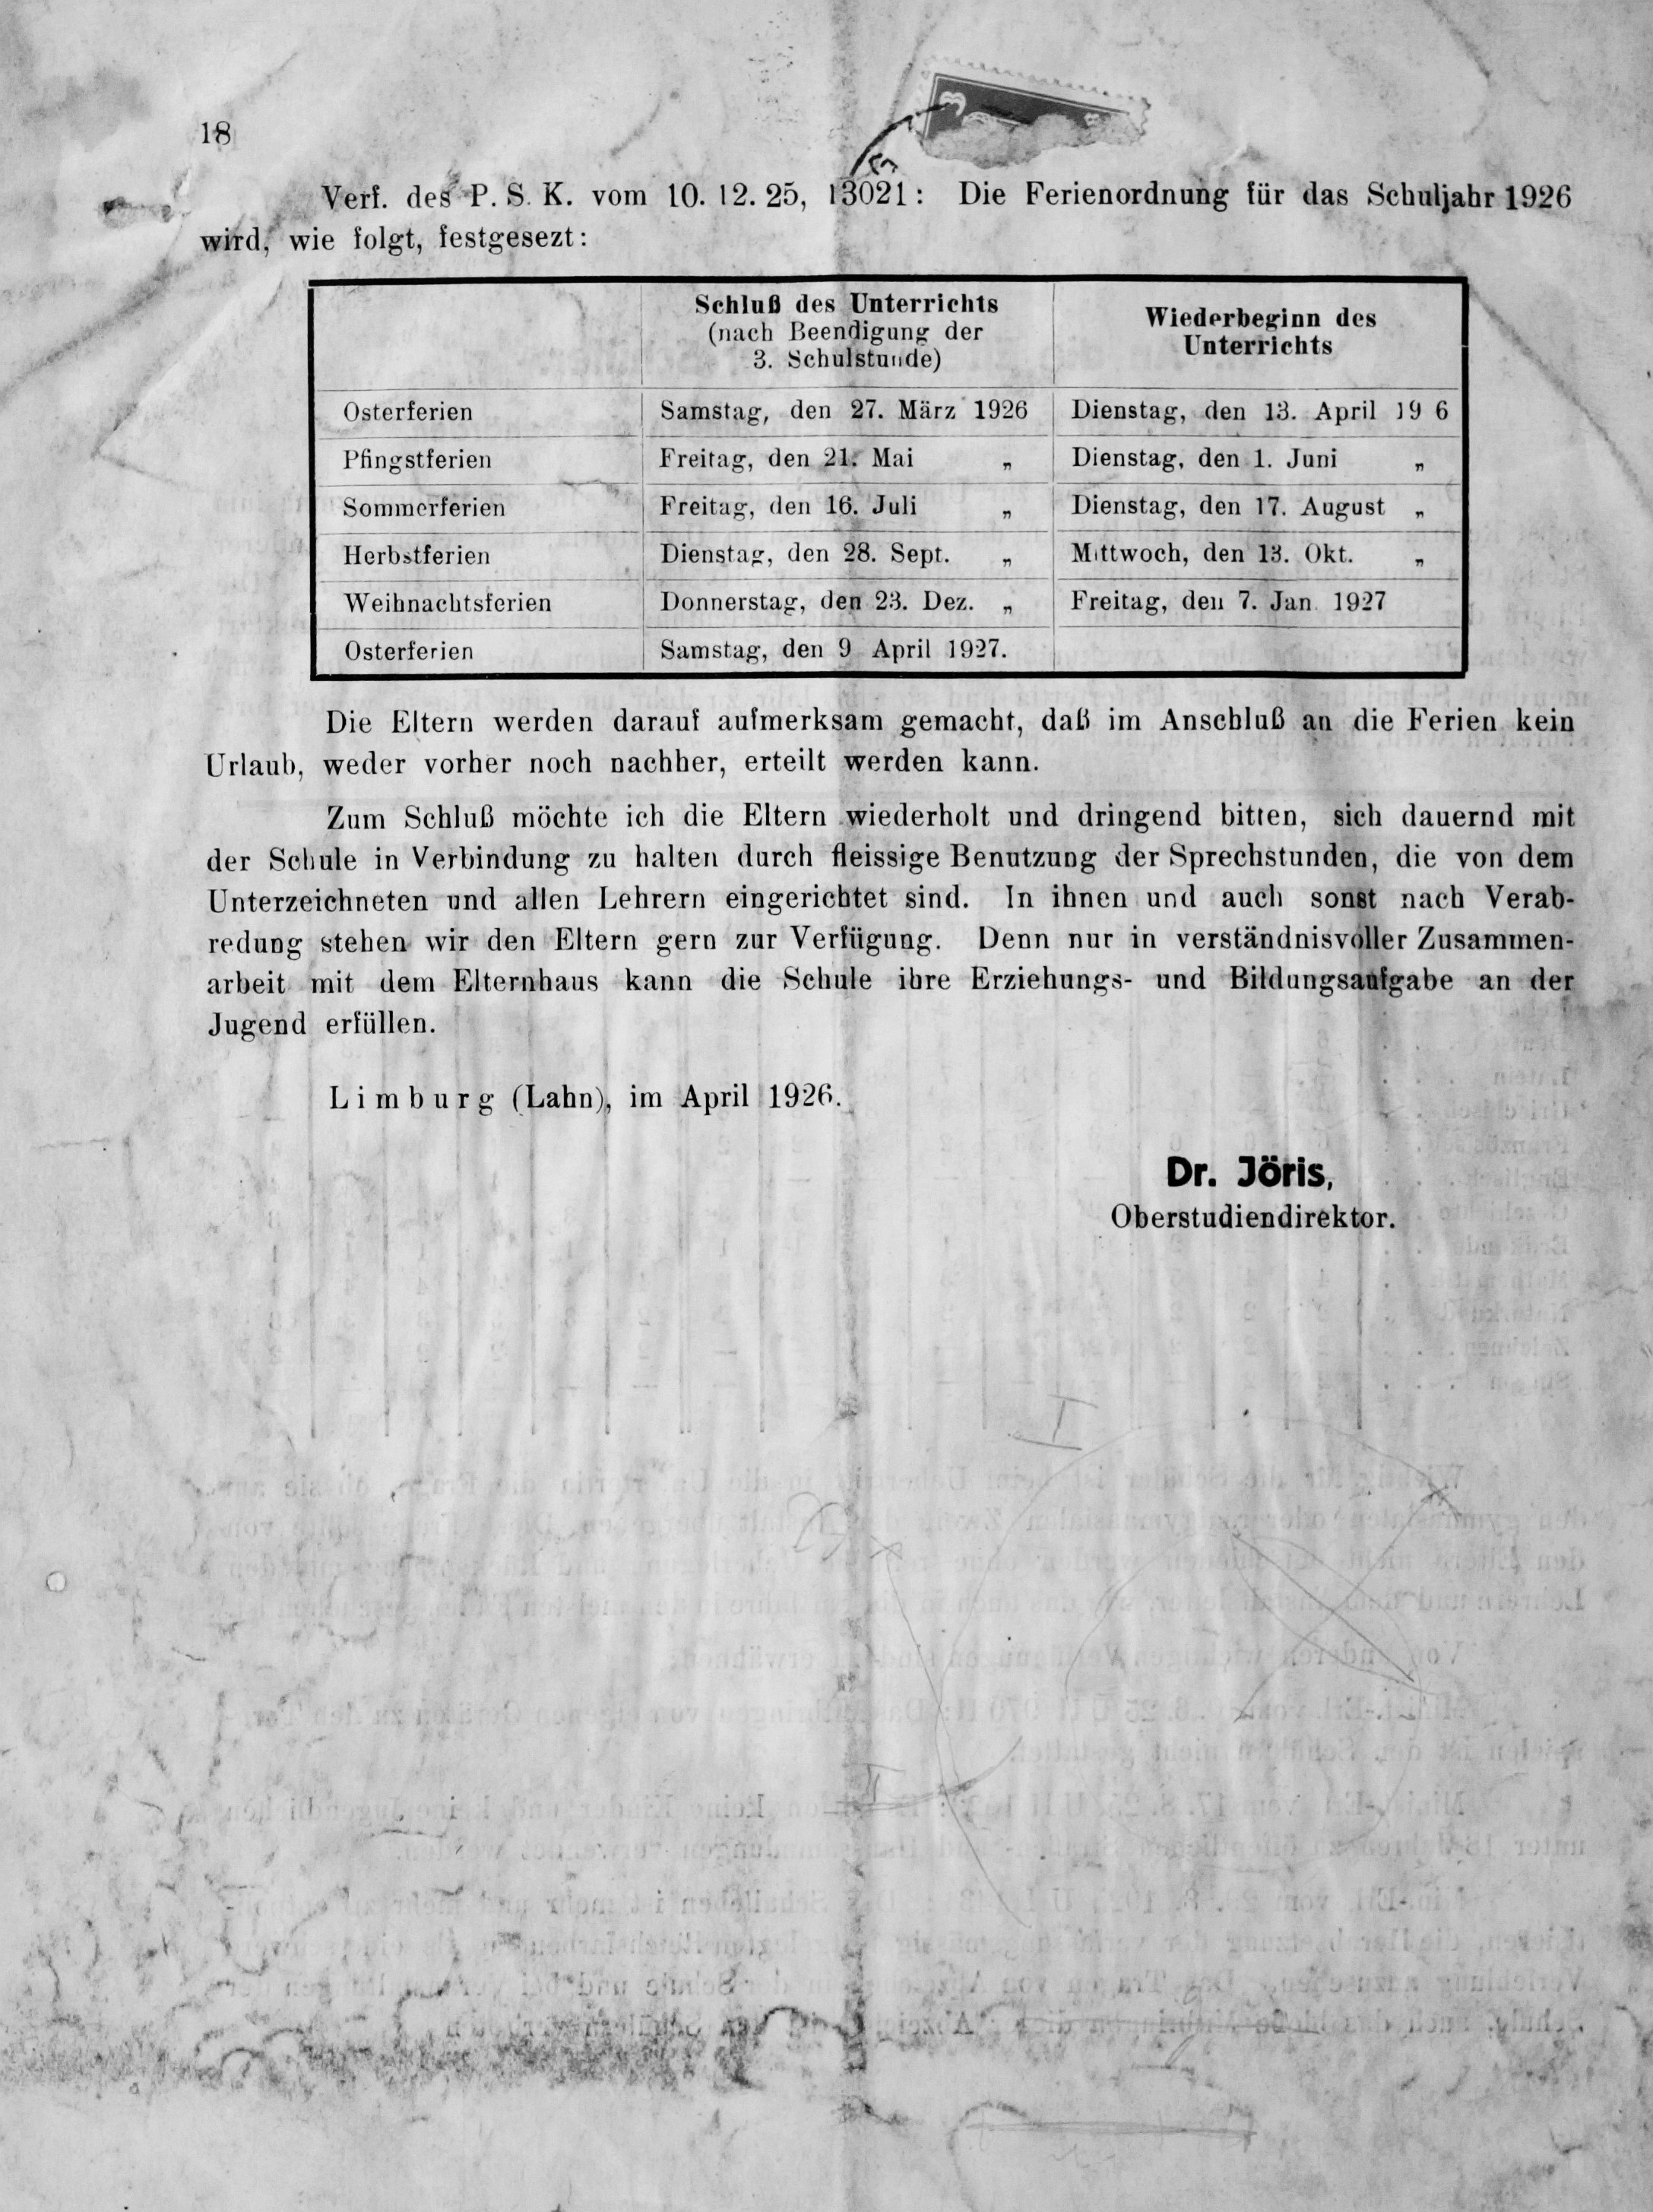 18
Verf. des P. S. K. vom 10. 12. 25, 13021: Die Ferienordnung für das Schuljahr 1926
wird, wie folgt, festgesezt:
Schluß des Unterrichts
(nach Beendigung der
3. Schulstunde)
Wiederbeginn des
Unterrichts
Osterferien Samstag, den 27. März 1926 Dienstag, den 13. April 19 6
Pfingstferien Freitag, den 21. Mai „ Dienstag, den 1. Juni „
Sommerferien Freitag, den 16. Juli „ Dienstag, den 17. August „
Herbstferien Dienstag, den 28. Sept. „ Mittwoch, den 13. Okt. „
Weihnachtsferien Donnerstag, den 23. Dez. „ Freitag, den 7. Jan. 1927
Osterferien Samstag, den 9 April 1927.
Die Eltern werden darauf aufmerksam gemacht, daß im Anschluß an die Ferien kein
Urlaub, weder vorher noch nachher, erteilt werden kann.
Zum Schluß möchte ich die Eltern wiederholt und dringend bitten, sich dauernd mit
der Schule in Verbindung zu halten durch fleissige Benutzung der Sprechstunden, die von dem
Unterzeichneten und allen Lehrern eingerichtet sind. In ihnen und auch sonst nach Verab-
redung stehen wir den Eltern gern zur Verfügung. Denn nur in verständnisvoller Zusammen-
arbeit mit dem Elternhaus kann die Schule ihre Erziehungs- und Bildungsaufgabe an der
Jugend erfüllen.
Limburg (Lahn), im April 1926.
Dr. Jöris,
Oberstudiendirektor.